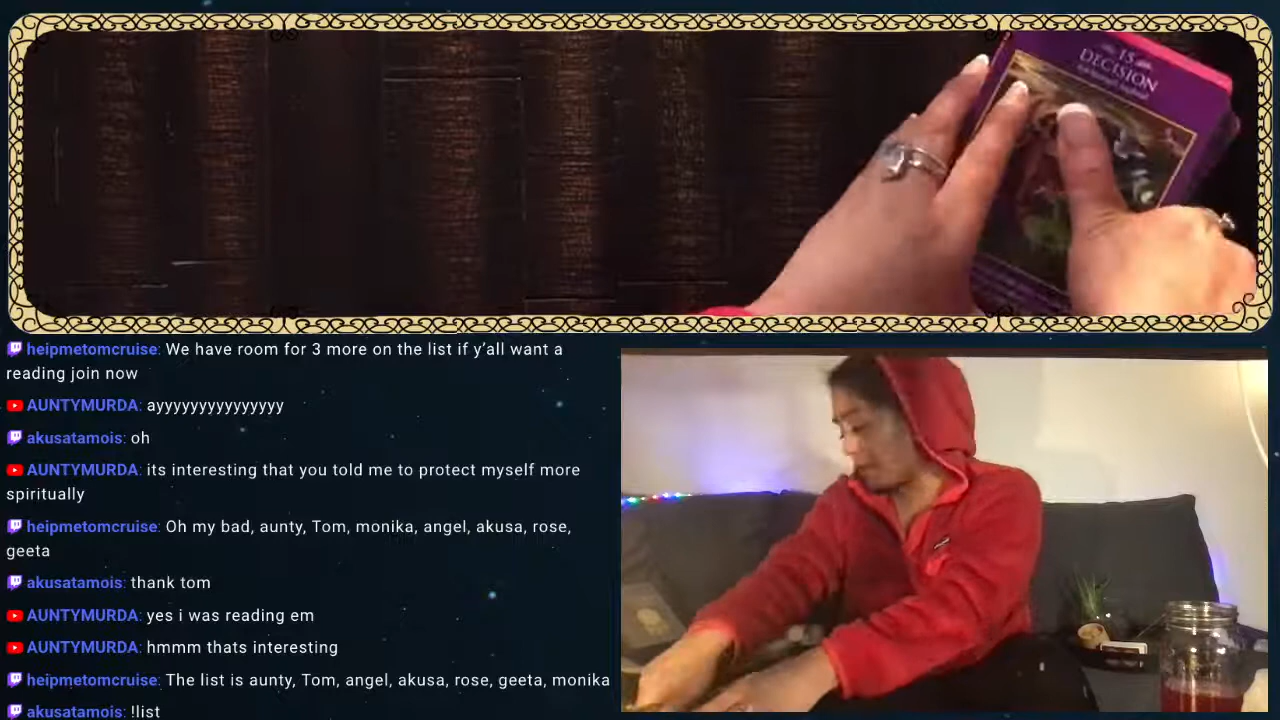 15
DECISION
heipmetomcruise: We have room for 3 more on the list if y'all want a
reading join now
AUNTYMURDA: ayyyyyyyyyyyyyyy
akusatamois: oh
AUNTYMURDA: its interesting that you told me to protect myself more
spiritually
heipmetomcruise: Oh my bad, aunty, Tom, monika, angel, akusa, rose,
geeta
akusatamois: thank tom
AUNTYMURDA: yes i was reading em
AUNTYMURDA: hmmm thats interesting
heipmetomcruise: The list is aunty, Tom, angel, akusa, rose, geeta, monika
akusatamois: !list